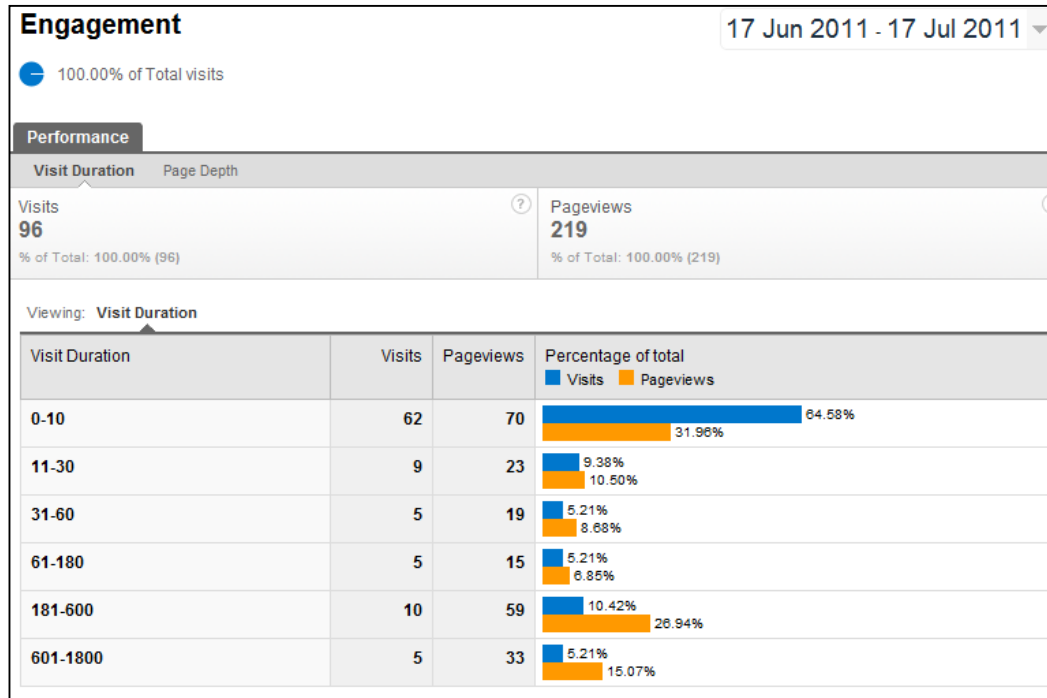 Engagement
17 Jun 2011 - 17 Jul 2011
100.00% of Total visits
Performance
Visit Duration Page Depth
Visits ? Pageviews
96 219
% of Total: 100.00% (96) % of Total: 100.00% (219)
Viewing: Visit Duration
Visit Duration Visits Pageviews Percentage of total
Visits Pageviews
0-10 62 70 64.58%
31.96%
11-30 9 23 9.38%
10.50%
31-60 5 19 5.21%
8.68%
61-180 5 15 5.21%
6.85%
181-600 10 59 10.42%
26.94%
601-1800 5 33 5.21%
15.07%